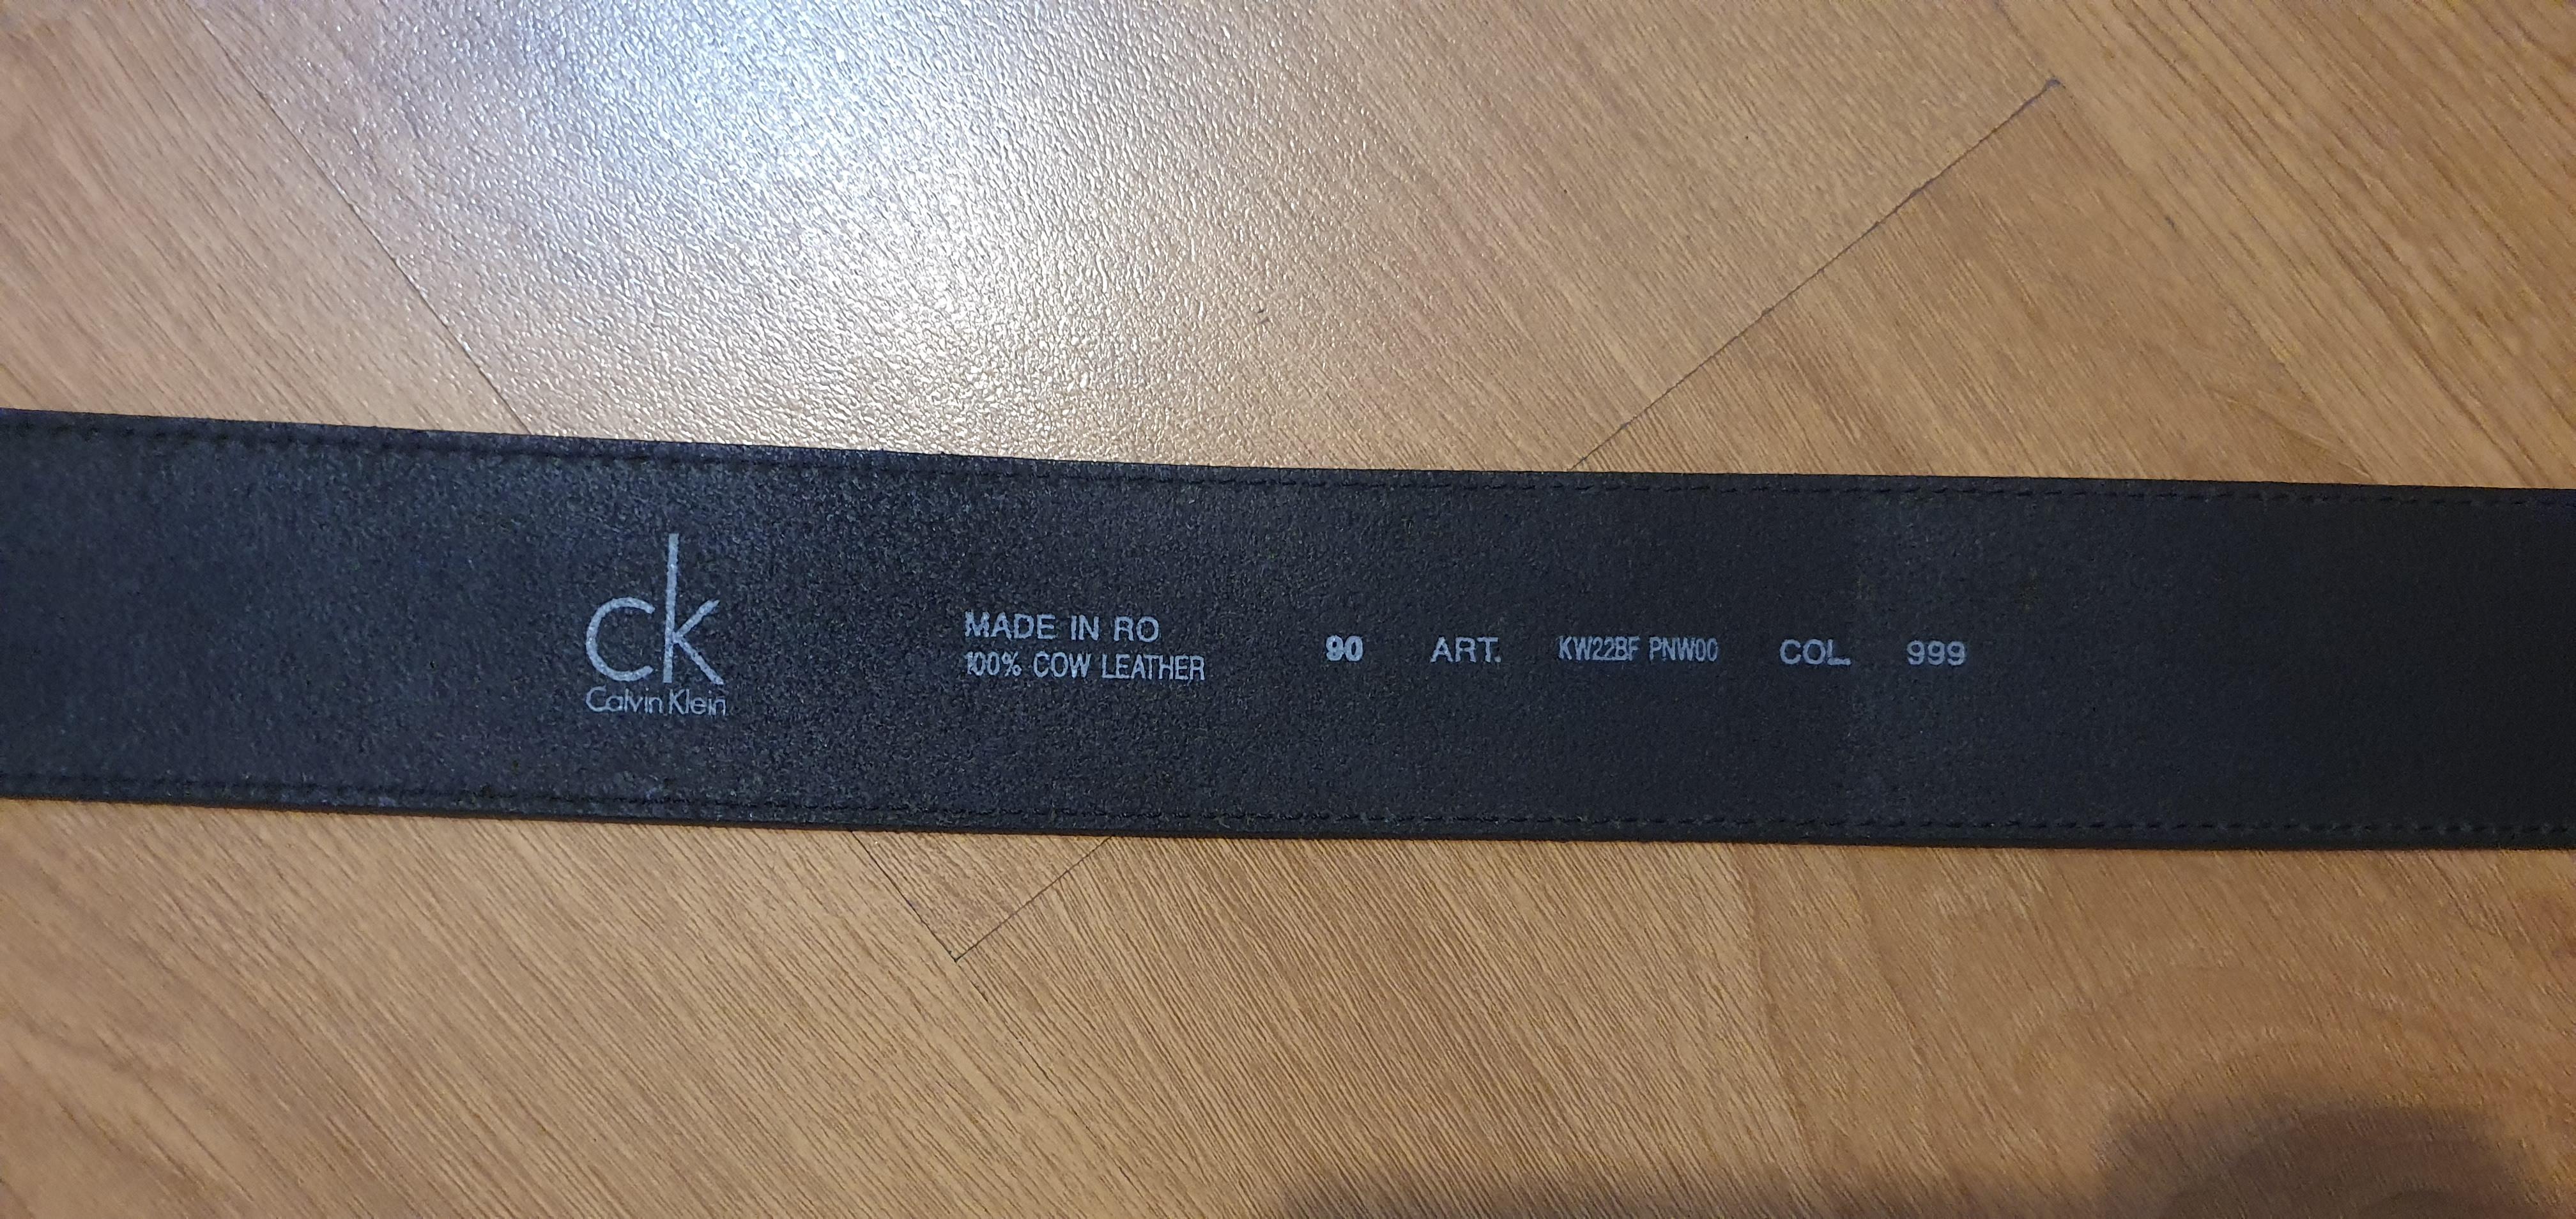 ck
Calvin Klein
MADE IN RO
100% COW LEATHER
90 ART. KW22BF PNW00 COL. 999